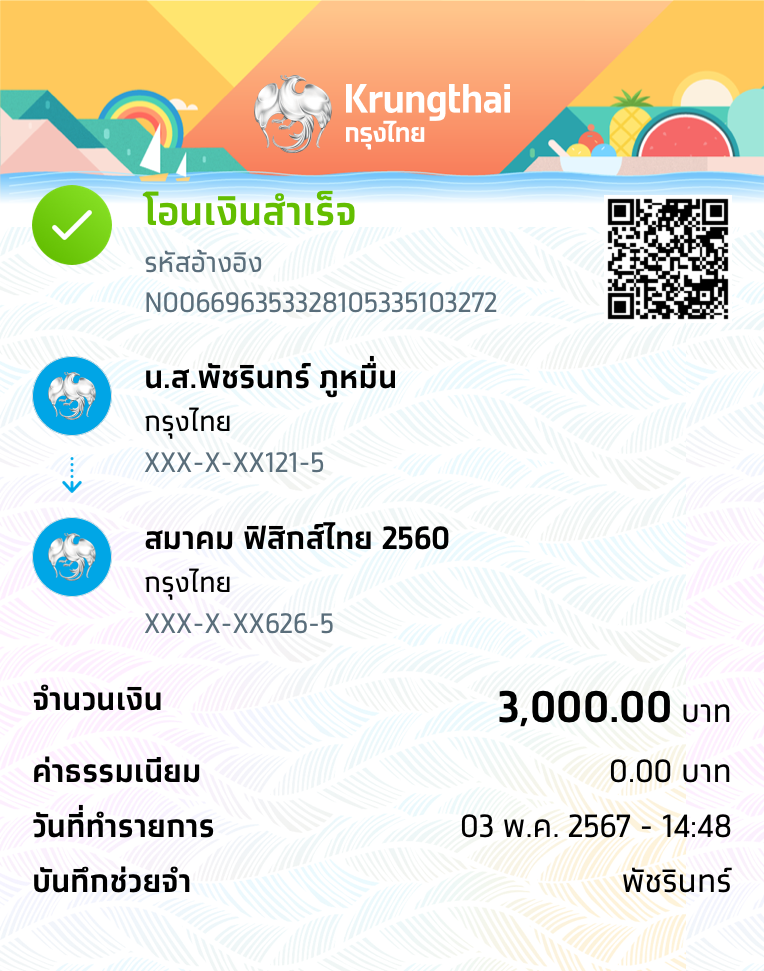 Krungthai
กรุงไทย
โอนเงินสำเร็จ
รหัสอ้างอิง
N006696353328105335103272
น.ส.พัชรินทร์ ภูหมื่น
กรุงไทย
XXX-X-XX121-5
สมาคม ฟิสิกส์ไทย 2560
กรุงไทย
XXX-X-XX626-5
จำนวนเงิน 3,000.00 บาท
ค่าธรรมเนียม 0.00 บาท
วันที่ทำรายการ 03 พ.ค. 2567 - 14:48
บันทึกช่วยจำ พัชรินทร์